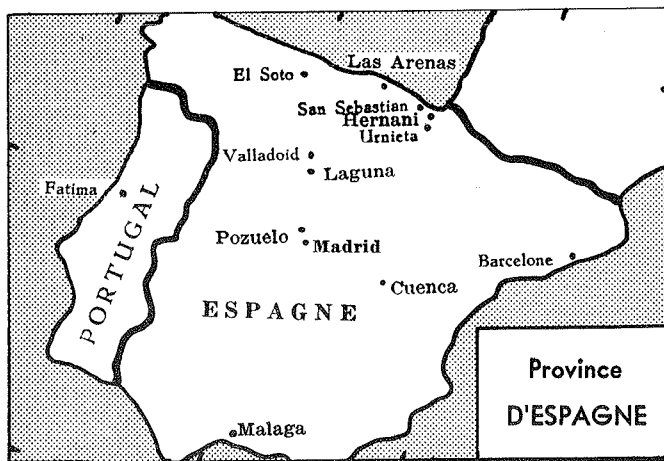 Las Arenas
El Soto
San Sebastian
Hernani
Urnieta
Valladoid
Laguna
Fatima
PORTUGAL
Pozuelo
Madrid
Barcelone
Cuenca
ESPAGNE
Province
D'ESPAGNE
Malaga